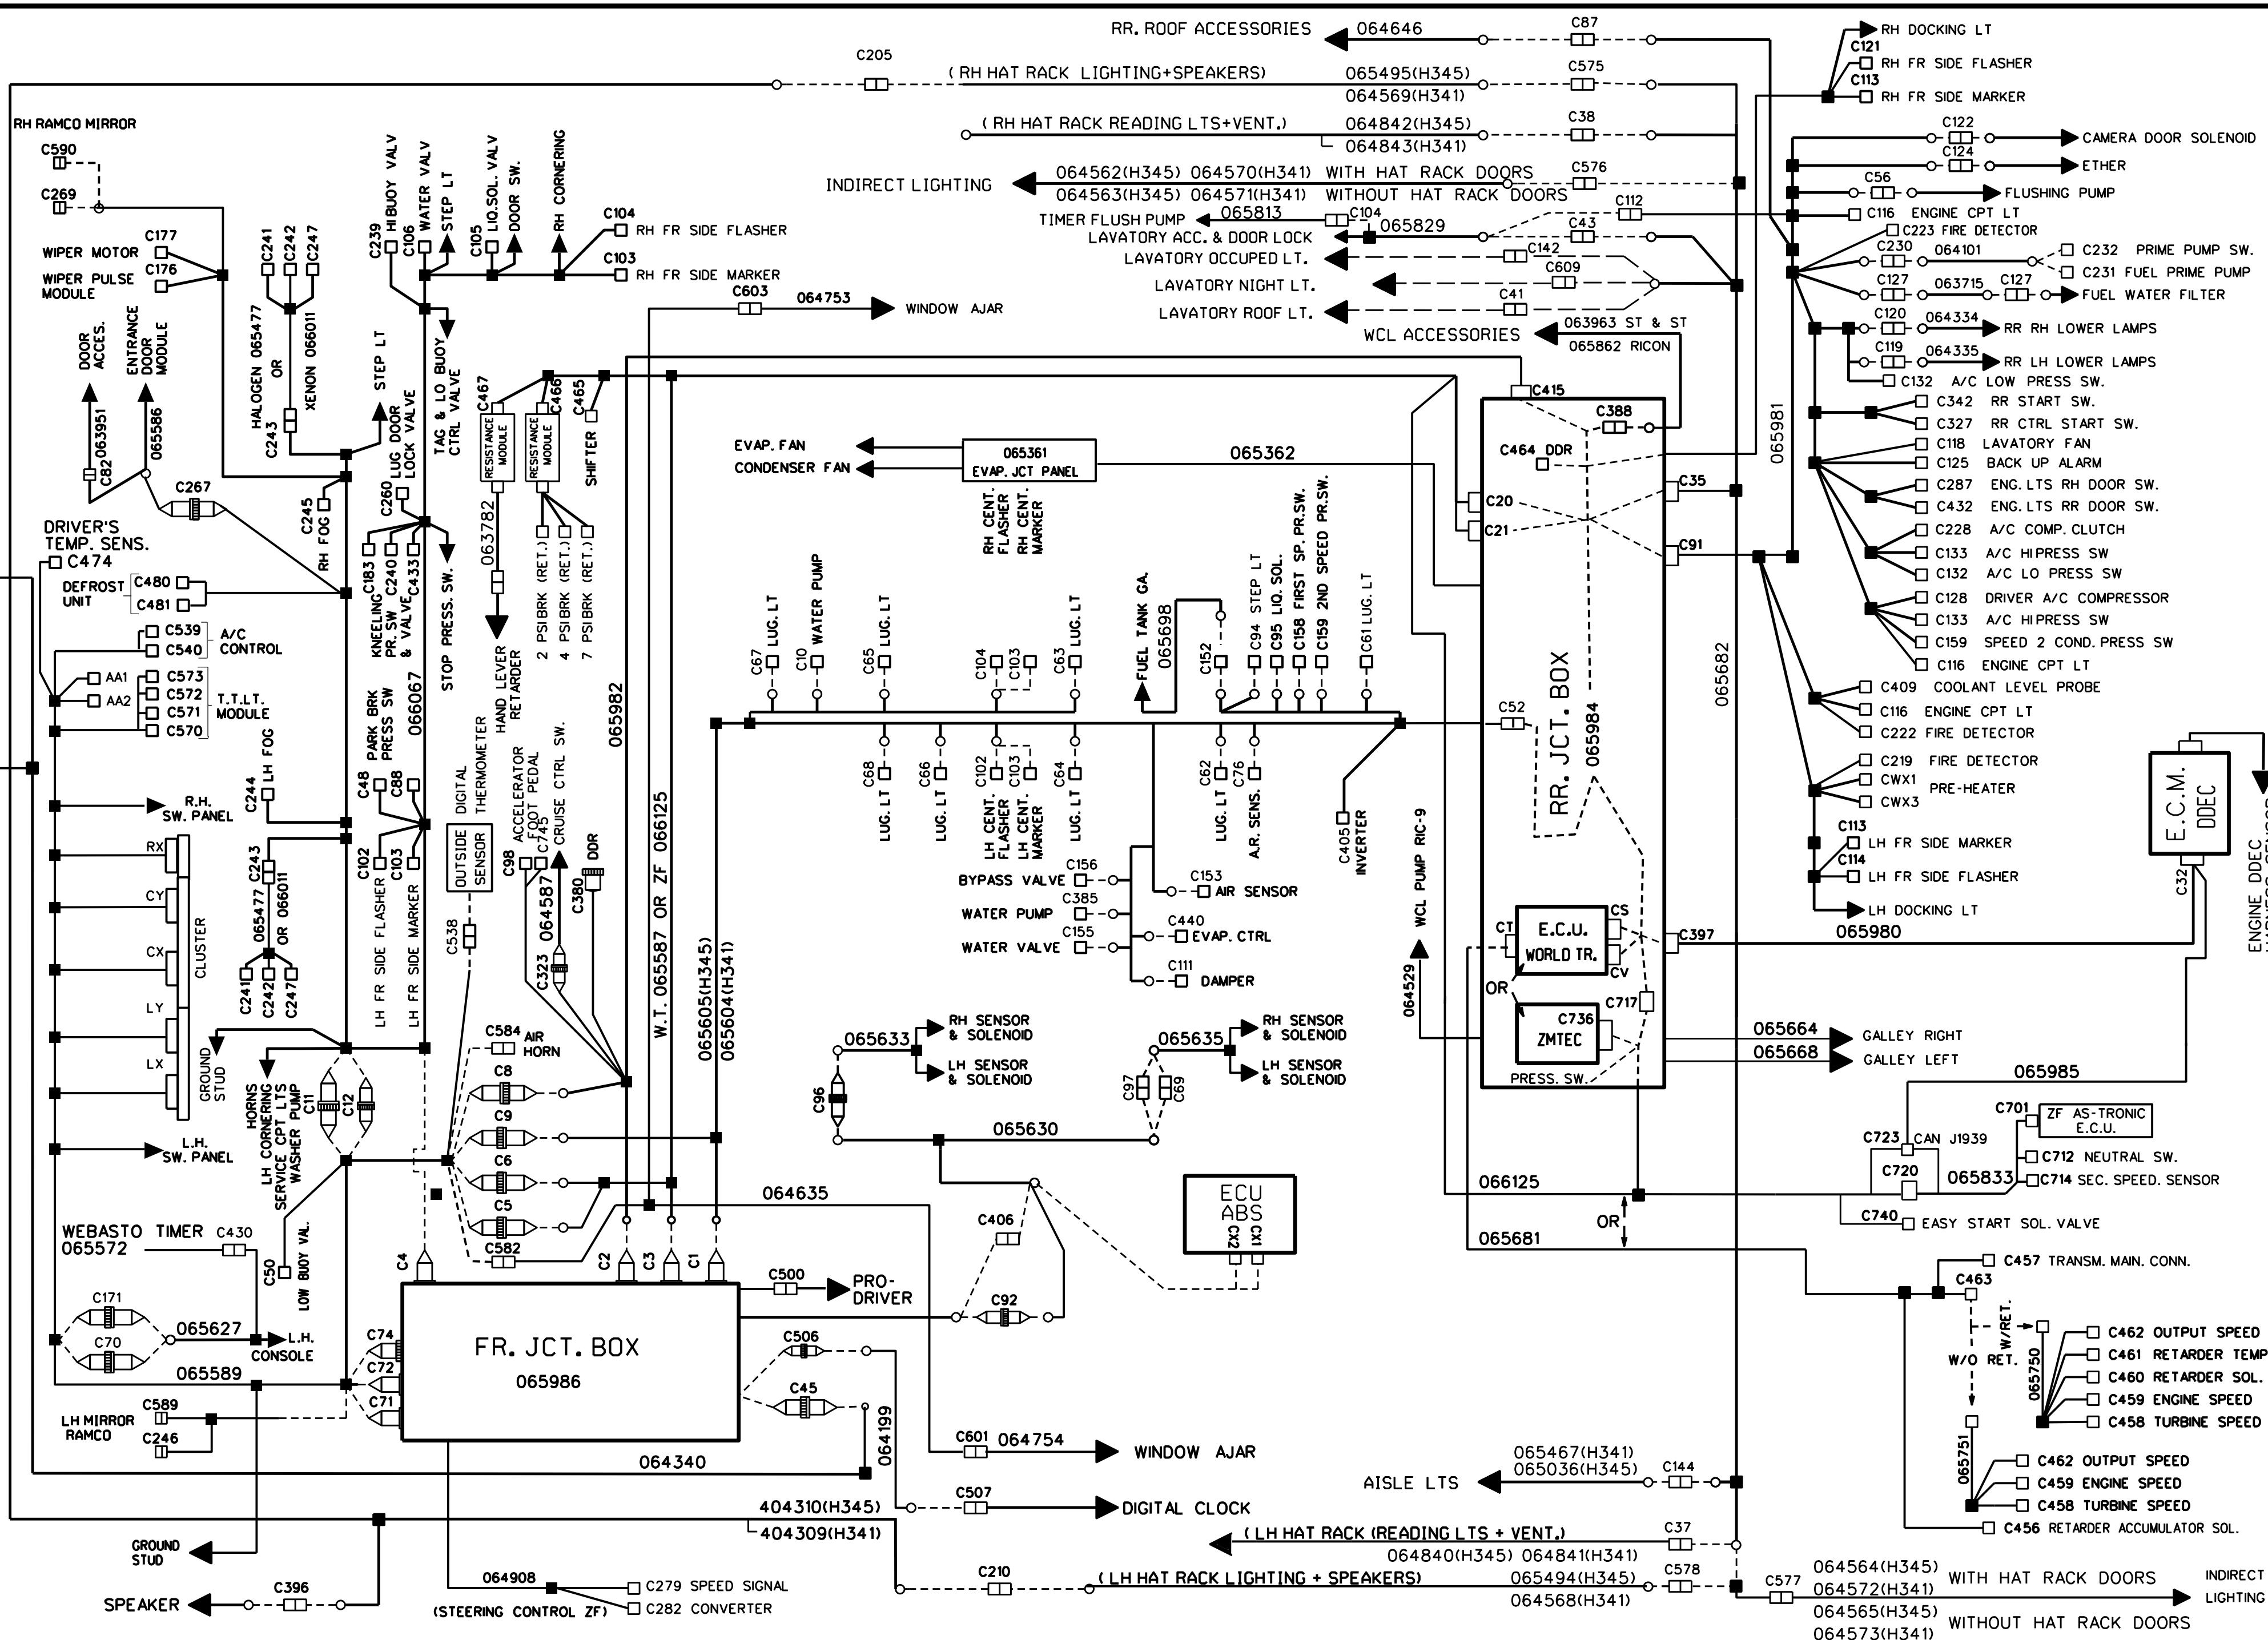 RR. ROOF ACCESSORIES
064646
C87
C205
( RH HAT RACK LIGHTING+SPEAKERS)
065495(H345)
064569(H341)
C575
( RH HAT RACK READING LTS+VENT.)
064842(H345)
064843(H341)
C38
INDIRECT LIGHTING
064562(H345) 064570(H341) WITH HAT RACK DOORS
064563(H345) 064571(H341) WITHOUT HAT RACK DOORS
C576
TIMER FLUSH PUMP
065813
C104
C112
LAVATORY ACC. & DOOR LOCK
065829
C43
LAVATORY OCCUPED LT.
C142
LAVATORY NIGHT LT.
C609
LAVATORY ROOF LT.
C41
WCL ACCESSORIES
063963 ST & ST
065862 RICON
RH DOCKING LT
C121
RH FR SIDE FLASHER
C113
RH FR SIDE MARKER
C122
CAMERA DOOR SOLENOID
C124
ETHER
C56
FLUSHING PUMP
C116 ENGINE CPT LT
C223 FIRE DETECTOR
C230
064101
C232 PRIME PUMP SW.
C231 FUEL PRIME PUMP
C127
063715
C127
FUEL WATER FILTER
C120
064334
RR RH LOWER LAMPS
C119
064335
RR LH LOWER LAMPS
C132 A/C LOW PRESS SW.
C342 RR START SW.
C327 RR CTRL START SW.
C118 LAVATORY FAN
C125 BACK UP ALARM
C287 ENG.LTS RH DOOR SW.
C432 ENG.LTS RR DOOR SW.
C228 A/C COMP.CLUTCH
C133 A/C HIPRESS SW
C132 A/C LO PRESS SW
C128 DRIVER A/C COMPRESSOR
C133 A/C HIPRESS SW
C159 SPEED 2 COND.PRESS SW
C116 ENGINE CPT LT
C409 COOLANT LEVEL PROBE
C116 ENGINE CPT LT
C222 FIRE DETECTOR
C219 FIRE DETECTOR
CWX1
PRE-HEATER
CWX3
C113
LH FR SIDE MARKER
C114
LH FR SIDE FLASHER
LH DOCKING LT
065981
065682
065980
E.C.M.
DDEC
C32
ENGINE DDEC
RH RAMCO MIRROR
C590
C269
WIPER MOTOR
C177
WIPER PULSE
MODULE
C176
C241
C242
C247
HALOGEN 065477
OR
XENON 066011
C243
C239
HIBUOY VALV
C106
WATER VALV
STEP LT
C105
LIQ.SOL. VALV
DOOR SW.
RH CORNERING
C104
RH FR SIDE FLASHER
C103
RH FR SIDE MARKER
C603
064753
WINDOW AJAR
DOOR
ACCES.
ENTRANCE
DOOR
MODULE
C82
063951
065586
C267
STEP LT
TAG & LO BUOY
CTRL VALVE
C260
LUG DOOR
LOCK VALVE
C245
RH FOG
C183
KNEELING
PR. SW
& VALVE
C240
C433
STOP PRESS. SW.
C467
RESISTANCE
MODULE
C466
RESISTANCE
MODULE
C465
SHIFTER
063782
HAND LEVER
RETARDER
2 PSIBRK (RET.)
4 PSIBRK (RET.)
7 PSIBRK (RET.)
DRIVER'S
TEMP. SENS.
C474
DEFROST
UNIT
C480
C481
C539
C540
A/C
CONTROL
AA1
AA2
C573
C572
C571
C570
T.T.LT.
MODULE
R.H.
SW. PANEL
RX
CY
CX
LY
LX
CLUSTER
L.H.
SW. PANEL
C244
LH FOG
C243
065477
OR 066011
C241
C242
C247
PARK BRK
PRESS SW
066067
C48
C88
C102
C103
LH FR SIDE FLASHER
LH FR SIDE MARKER
GROUND
STUD
HORNS
LH CORNERING
SERVICE CPT LTS
WASHER PUMP
C11
C12
C50
LOW BUOY VAL.
DIGITAL
THERMOMETER
OUTSIDE
SENSOR
C538
C98
ACCELERATOR
FOOT PEDAL
C745
CRUISE CTRL SW.
064587
C323
C380
DDR
065982
W.T. 065587 OR ZF 066125
065605(H345)
065604(H341)
C584
AIR
HORN
C8
C9
C6
C5
C582
C4
C2
C3
C1
EVAP. FAN
CONDENSER FAN
065361
EVAP. JCT PANEL
065362
C67
LUG. LT
C10
WATER PUMP
C65
LUG. LT
RH CENT.
FLASHER
RH CENT.
MARKER
C104
C103
C63
LUG. LT
FUEL TANK GA.
065698
C152
C94 STEP LT
C95 LIQ. SOL.
C158 FIRST SP. PR.SW.
C159 2ND SPEED PR.SW.
C61 LUG. LT
C68
LUG. LT
C66
LUG. LT
C102
C103
LH CENT.
FLASHER
LH CENT.
MARKER
C64
LUG. LT
C62
LUG. LT
C76
A.R. SENS.
C405
INVERTER
BYPASS VALVE
C156
WATER PUMP
C385
WATER VALVE
C155
C153
AIR SENSOR
C440
EVAP. CTRL
C111
DAMPER
WCL PUMP RIC-9
064529
C415
C388
C464 DDR
C20
C21
C35
C91
C52
RR. JCT. BOX
065984
CT
E.C.U.
WORLD TR.
CS
CV
C397
OR
C717
C736
ZMTEC
PRESS. SW.
065664
GALLEY RIGHT
065668
GALLEY LEFT
065633
RH SENSOR
& SOLENOID
LH SENSOR
& SOLENOID
065635
RH SENSOR
& SOLENOID
LH SENSOR
& SOLENOID
C96
C97
C69
065630
064635
C406
ECU
ABS
CX2
CX1
C92
065985
C701
ZF AS-TRONIC
E.C.U.
C723
CAN J1939
C712 NEUTRAL SW.
C720
065833
C714 SEC. SPEED. SENSOR
066125
C740
EASY START SOL. VALVE
OR
065681
C457 TRANSM. MAIN. CONN.
C463
W/RET.
W/O RET.
065750
C462 OUTPUT SPEED
C461 RETARDER TEMP
C460 RETARDER SOL.
C459 ENGINE SPEED
C458 TURBINE SPEED
065751
C462 OUTPUT SPEED
C459 ENGINE SPEED
C458 TURBINE SPEED
C456 RETARDER ACCUMULATOR SOL.
WEBASTO TIMER
065572
C430
C171
C70
065627
L.H.
CONSOLE
065589
C589
LH MIRROR
RAMCO
C246
C74
C72
C71
FR. JCT. BOX
065986
C500
PRO-
DRIVER
C506
C45
064199
064340
C601
064754
WINDOW AJAR
C507
DIGITAL CLOCK
404310(H345)
404309(H341)
GROUND
STUD
SPEAKER
C396
064908
(STEERING CONTROL ZF)
C279 SPEED SIGNAL
C282 CONVERTER
C210
AISLE LTS
065467(H341)
065036(H345)
C144
( LH HAT RACK (READING LTS + VENT.)
064840(H345) 064841(H341)
C37
( LH HAT RACK LIGHTING + SPEAKERS)
065494(H345)
064568(H341)
C578
C577
064564(H345)
064572(H341)
WITH HAT RACK DOORS
064565(H345)
064573(H341)
WITHOUT HAT RACK DOORS
INDIRECT
LIGHTING